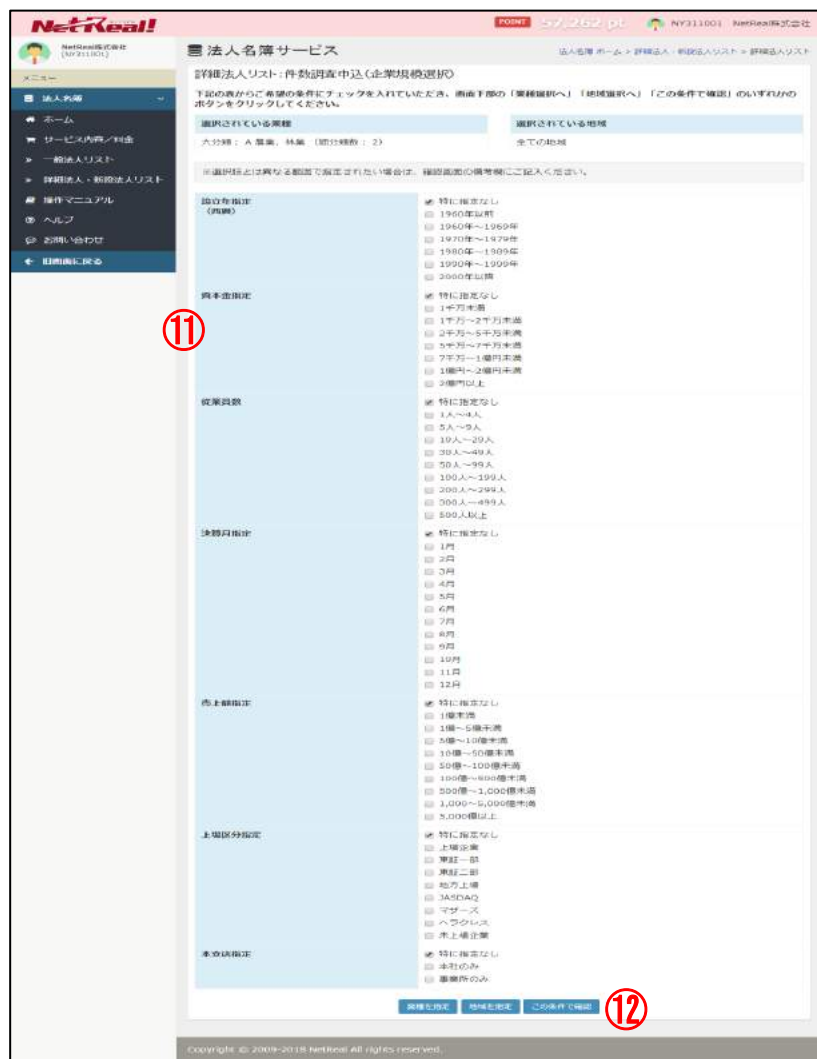 NetReal!
POINT 57,262 pt
NY311001 NetReal株式会社
NetReal株式会社
(NY311001)
メニュー
法人名簿
ホーム
サービス内容/料金
一般法人リスト
詳細法人・新設法人リスト
操作マニュアル
ヘルプ
お問い合わせ
旧画面に戻る
法人名簿サービス
法人名簿 ホーム > 詳細法人・新設法人リスト > 詳細法人リスト
詳細法人リスト:件数調査申込(企業規模選択)
下記の表からご希望の条件にチェックを入れていただき、画面下部の「業種選択へ」「地域選択へ」「この条件で確認」のいずれかの
ボタンをクリックしてください。
選択されている業種
選択されている地域
大分類: A 農業、林業 (細分類数: 2)
全ての地域
※選択肢とは異なる範囲で指定されたい場合は、確認画面の備考欄にご記入ください。
設立年指定
(西暦)
特に指定なし
1960年以前
1960年~1969年
1970年~1979年
1980年~1989年
1990年~1999年
2000年以降
⑪
資本金指定
特に指定なし
1千万未満
1千万~2千万未満
2千万~5千万未満
5千万~7千万未満
7千万~1億円未満
1億円~2億円未満
従業員数
特に指定なし
1人~4人
5人~9人
10人~29人
30人~49人
50人~99人
100人~199人
200人~299人
300人~499人
500人以上
決算月指定
特に指定なし
1月
2月
3月
4月
5月
6月
7月
8月
9月
10月
11月
12月
売上額指定
特に指定なし
1億未満
1億~5億未満
5億~10億未満
10億~50億未満
50億~100億未満
500億~1,000億未満
1,000~5,000億未満
5,000億以上
上場区分指定
特に指定なし
上場企業
東証一部
東証二部
地方上場
JASDAQ
マザーズ
ヘラクレス
未上場企業
本支店指定
特に指定なし
本社のみ
事業所のみ
業種を指定
地域を指定
この条件で確認
⑫
Copyright © 2009-2018 NetReal All rights reserved.